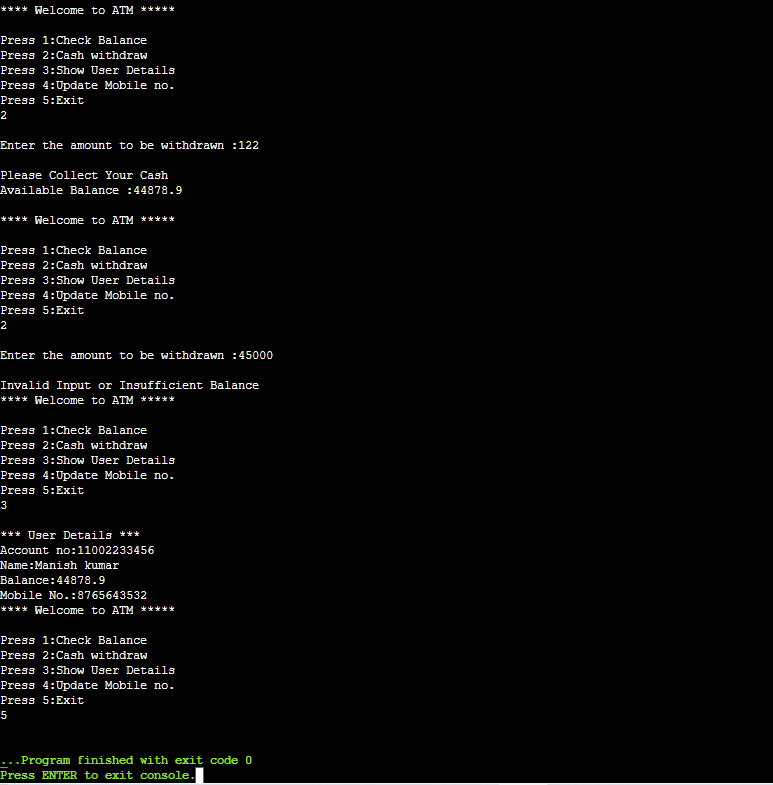 **** Welcome to ATM *****
Press 1:Check Balance
Press 2:Cash withdraw
Press 3:Show User Details
Press 4:Update Mobile no.
Press 5:Exit
2
Enter the amount to be withdrawn :122
Please Collect Your Cash
Available Balance :44878.9
**** Welcome to ATM *****
Press 1:Check Balance
Press 2:Cash withdraw
Press 3:Show User Details
Press 4:Update Mobile no.
Press 5:Exit
2
Enter the amount to be withdrawn :45000
Invalid Input or Insufficient Balance
**** Welcome to ATM *****
Press 1:Check Balance
Press 2:Cash withdraw
Press 3:Show User Details
Press 4:Update Mobile no.
Press 5:Exit
3
*** User Details ***
Account no:11002233456
Name:Manish kumar
Balance:44878.9
Mobile No.:8765643532
**** Welcome to ATM *****
Press 1:Check Balance
Press 2:Cash withdraw
Press 3:Show User Details
Press 4:Update Mobile no.
Press 5:Exit
5
...Program finished with exit code 0
Press ENTER to exit console.